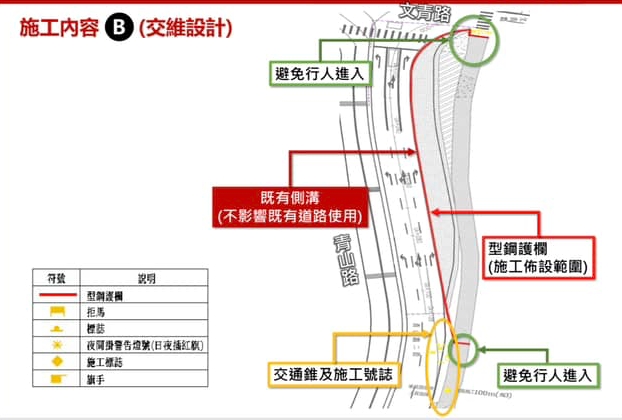 施工內容 B (交維設計)
文青路
避免行人進入
既有側溝
(不影響既有道路使用)
型鋼護欄
(施工佈設範圍)
青山路
符號 說明
型鋼護欄
拒馬
標誌
夜間掛警告燈號(日夜插紅旗)
施工標誌
旗手
交通錐及施工號誌
避免行人進入